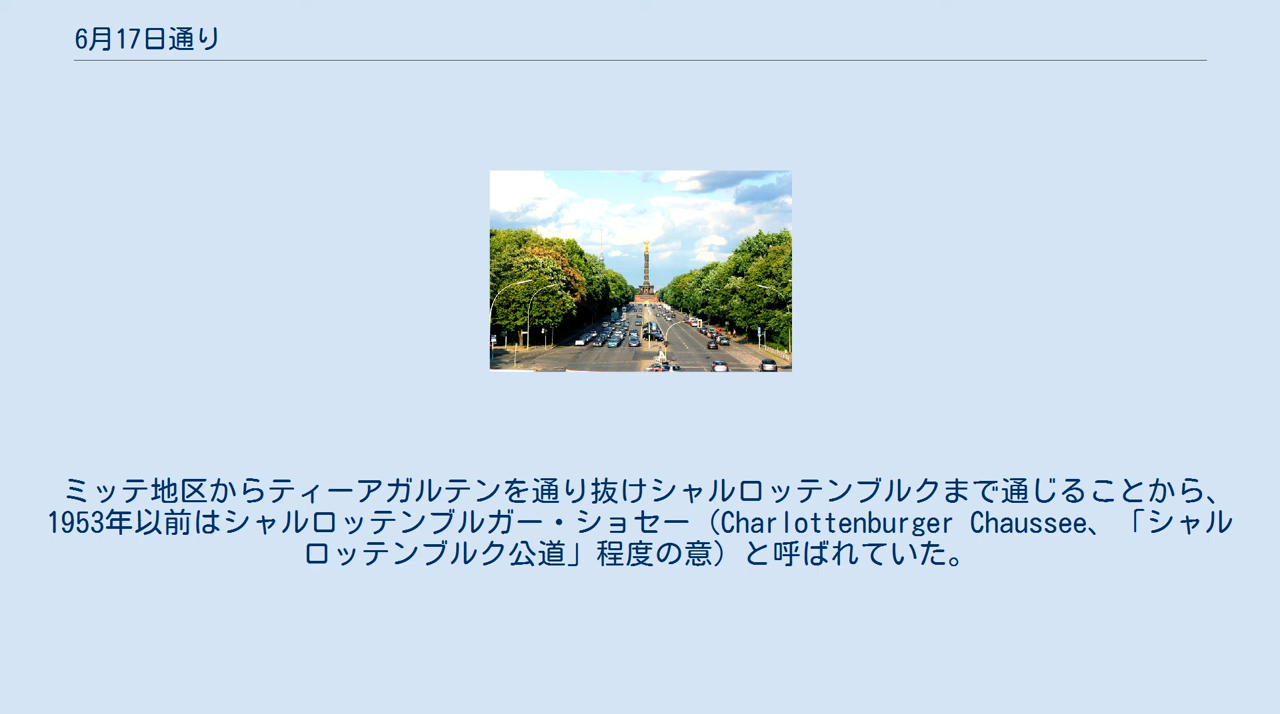 6月17日通り
ミッテ地区からティーアガルテンを通り抜けシャルロッテンブルクまで通じることから、
1953年以前はシャルロッテンブルガー・ショセー（Charlottenburger Chaussee、「シャル
ロッテンブルク公道」程度の意）と呼ばれていた。